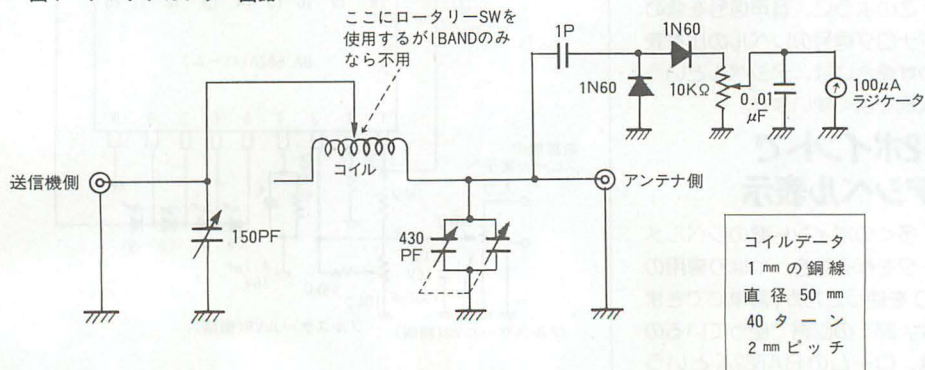 ここにロータリーSWを
使用するが1BANDのみ
なら不用
1P
1N60
1N60
10KΩ
0.01
μF
100μA
ラジケータ
コイル
送信機側
アンテナ側
150PF
430
PF
コイルデータ
1mmの銅線
直径50mm
40ターン
2mmピッチ